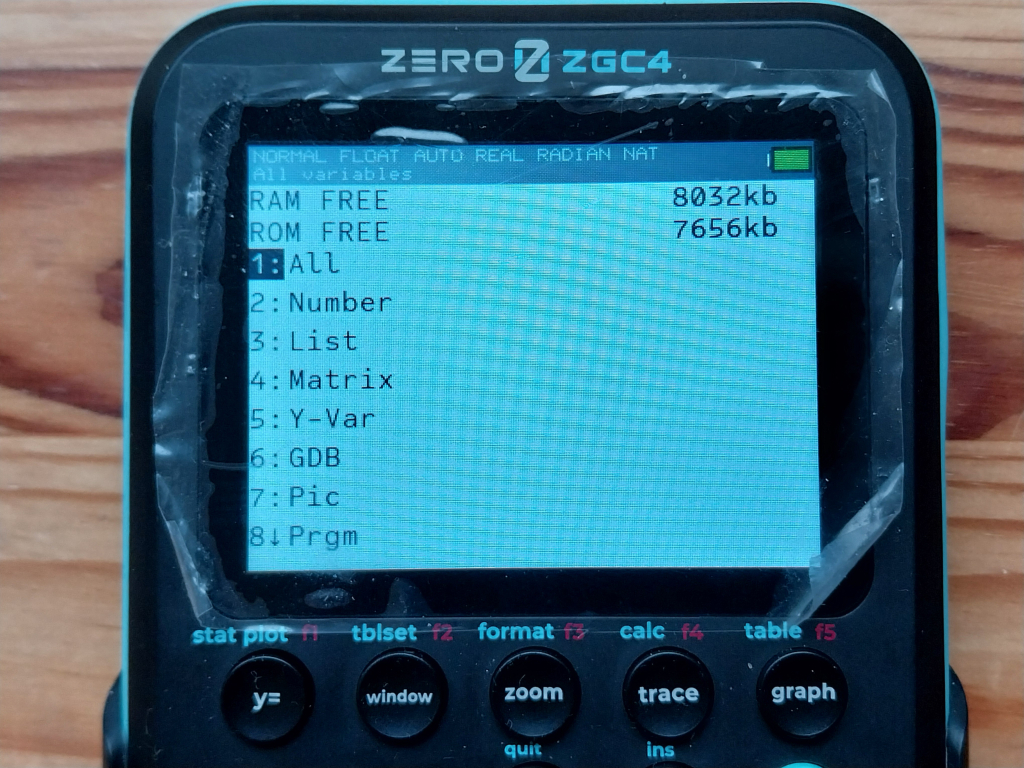 ZERO Z ZGC4
NORMAL FLOAT AUTO REAL RADIAN NAT
All variables
RAM FREE 8032kb
ROM FREE 7656kb
1:All
2:Number
3:List
4:Matrix
5:Y-Var
6:GDB
7:Pic
8↓Prgm
stat plot f1 tblset f2 format f3 calc f4 table f5
y= window zoom trace graph
quit ins